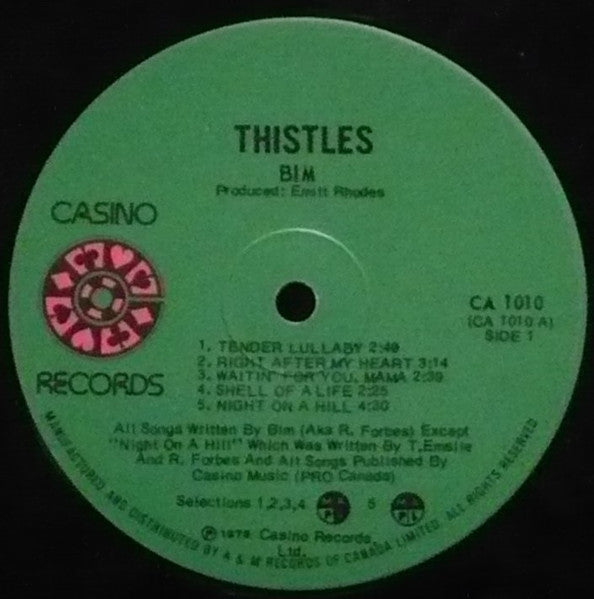 THISTLES
BIM
Produced: Emitt Rhodes
CASINO
RECORDS
CA 1010
(CA 1010 A)
SIDE 1
1. TENDER LULLABY 2:40
2. RIGHT AFTER MY HEART 3:14
3. WAITIN' FOR YOU, MAMA 2:39
4. SHELL OF A LIFE 2:25
5. NIGHT ON A HILL 4:30
All Songs Written By Bim (Aka R. Forbes) Except
"Night On A Hill" Which Was Written By T. Emslie
And R. Forbes And All Songs Published By
Casino Music (PRO Canada)
Selections 1,2,3,4 5
℗ 1978 Casino Records
Ltd.
MANUFACTURED AND DISTRIBUTED BY A & M RECORDS OF CANADA LIMITED. ALL RIGHTS RESERVED